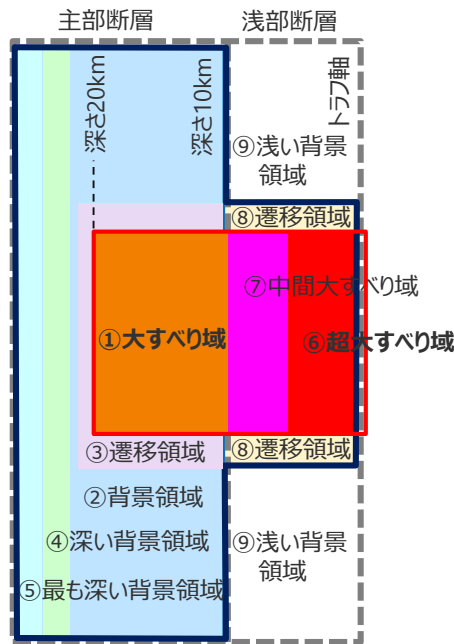 主部断層
浅部断層
深さ20km
深さ10km
トラフ軸
⑨浅い背景
領域
⑧遷移領域
⑦中間大すべり域
①大すべり域
⑥超大すべり域
③遷移領域
⑧遷移領域
②背景領域
④深い背景領域
⑨浅い背景
領域
⑤最も深い背景領域